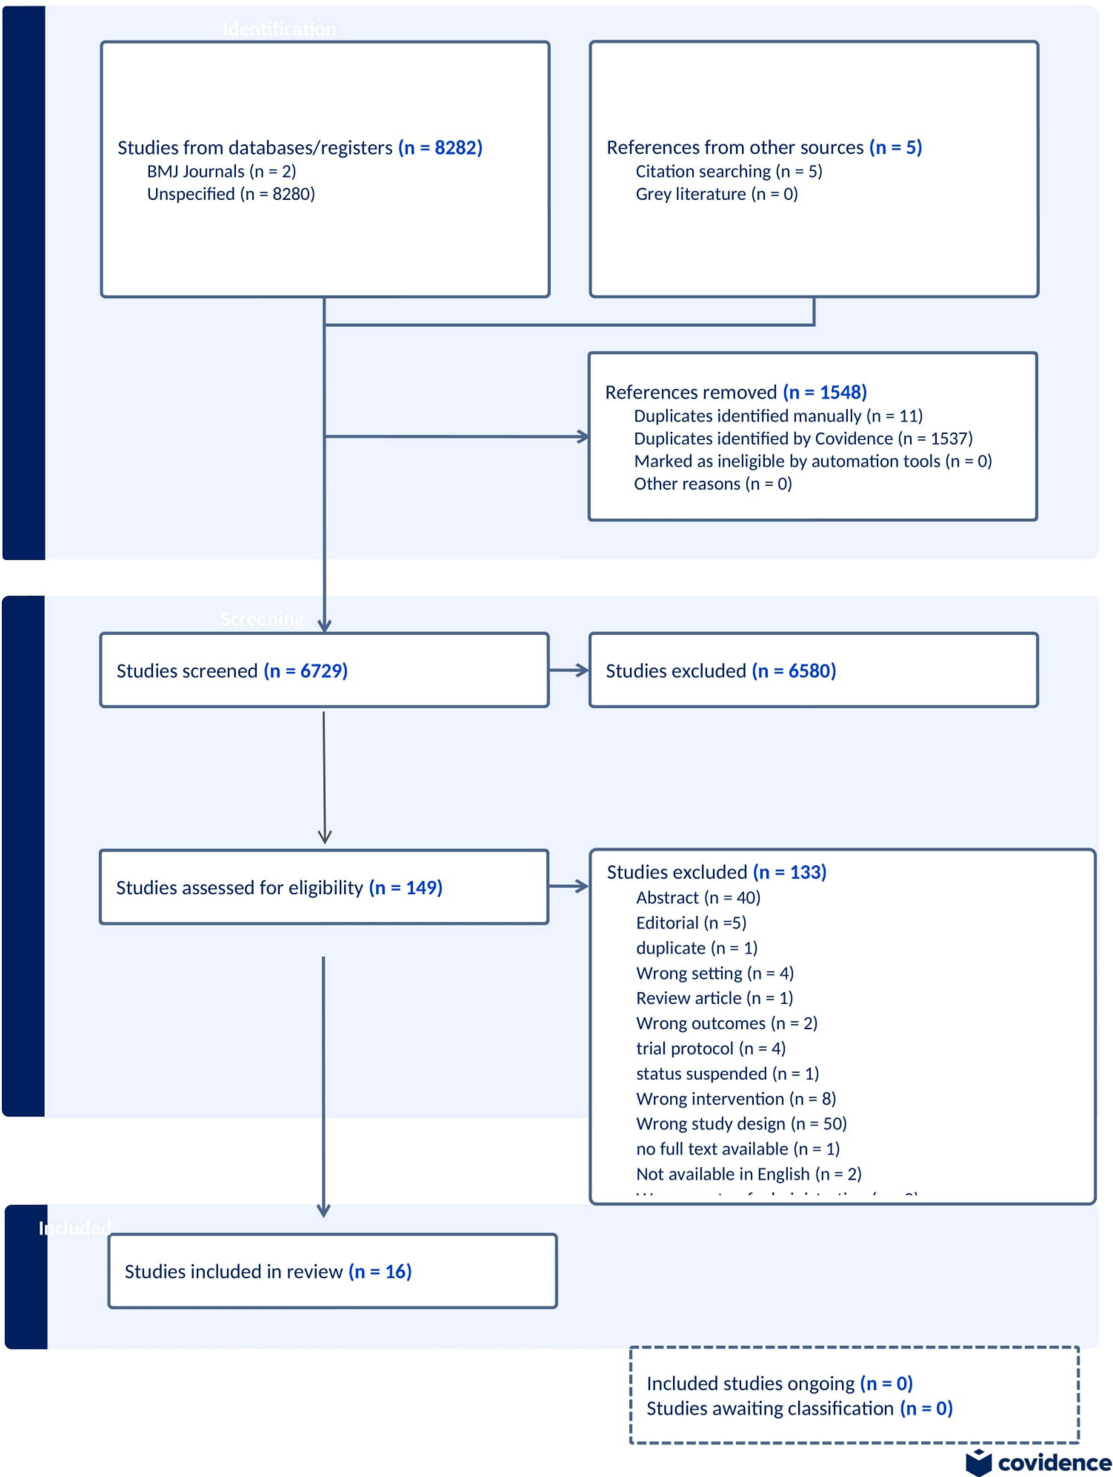 Identification
Studies from databases/registers (n = 8282)
BMJ Journals (n = 2)
Unspecified (n = 8280)
References from other sources (n = 5)
Citation searching (n = 5)
Grey literature (n = 0)
References removed (n = 1548)
Duplicates identified manually (n = 11)
Duplicates identified by Covidence (n = 1537)
Marked as ineligible by automation tools (n = 0)
Other reasons (n = 0)
Screening
Studies screened (n = 6729)
Studies excluded (n = 6580)
Studies assessed for eligibility (n = 149)
Studies excluded (n = 133)
Abstract (n = 40)
Editorial (n =5)
duplicate (n = 1)
Wrong setting (n = 4)
Review article (n = 1)
Wrong outcomes (n = 2)
trial protocol (n = 4)
status suspended (n = 1)
Wrong intervention (n = 8)
Wrong study design (n = 50)
no full text available (n = 1)
Not available in English (n = 2)
Included
Studies included in review (n = 16)
Included studies ongoing (n = 0)
Studies awaiting classification (n = 0)
covidence